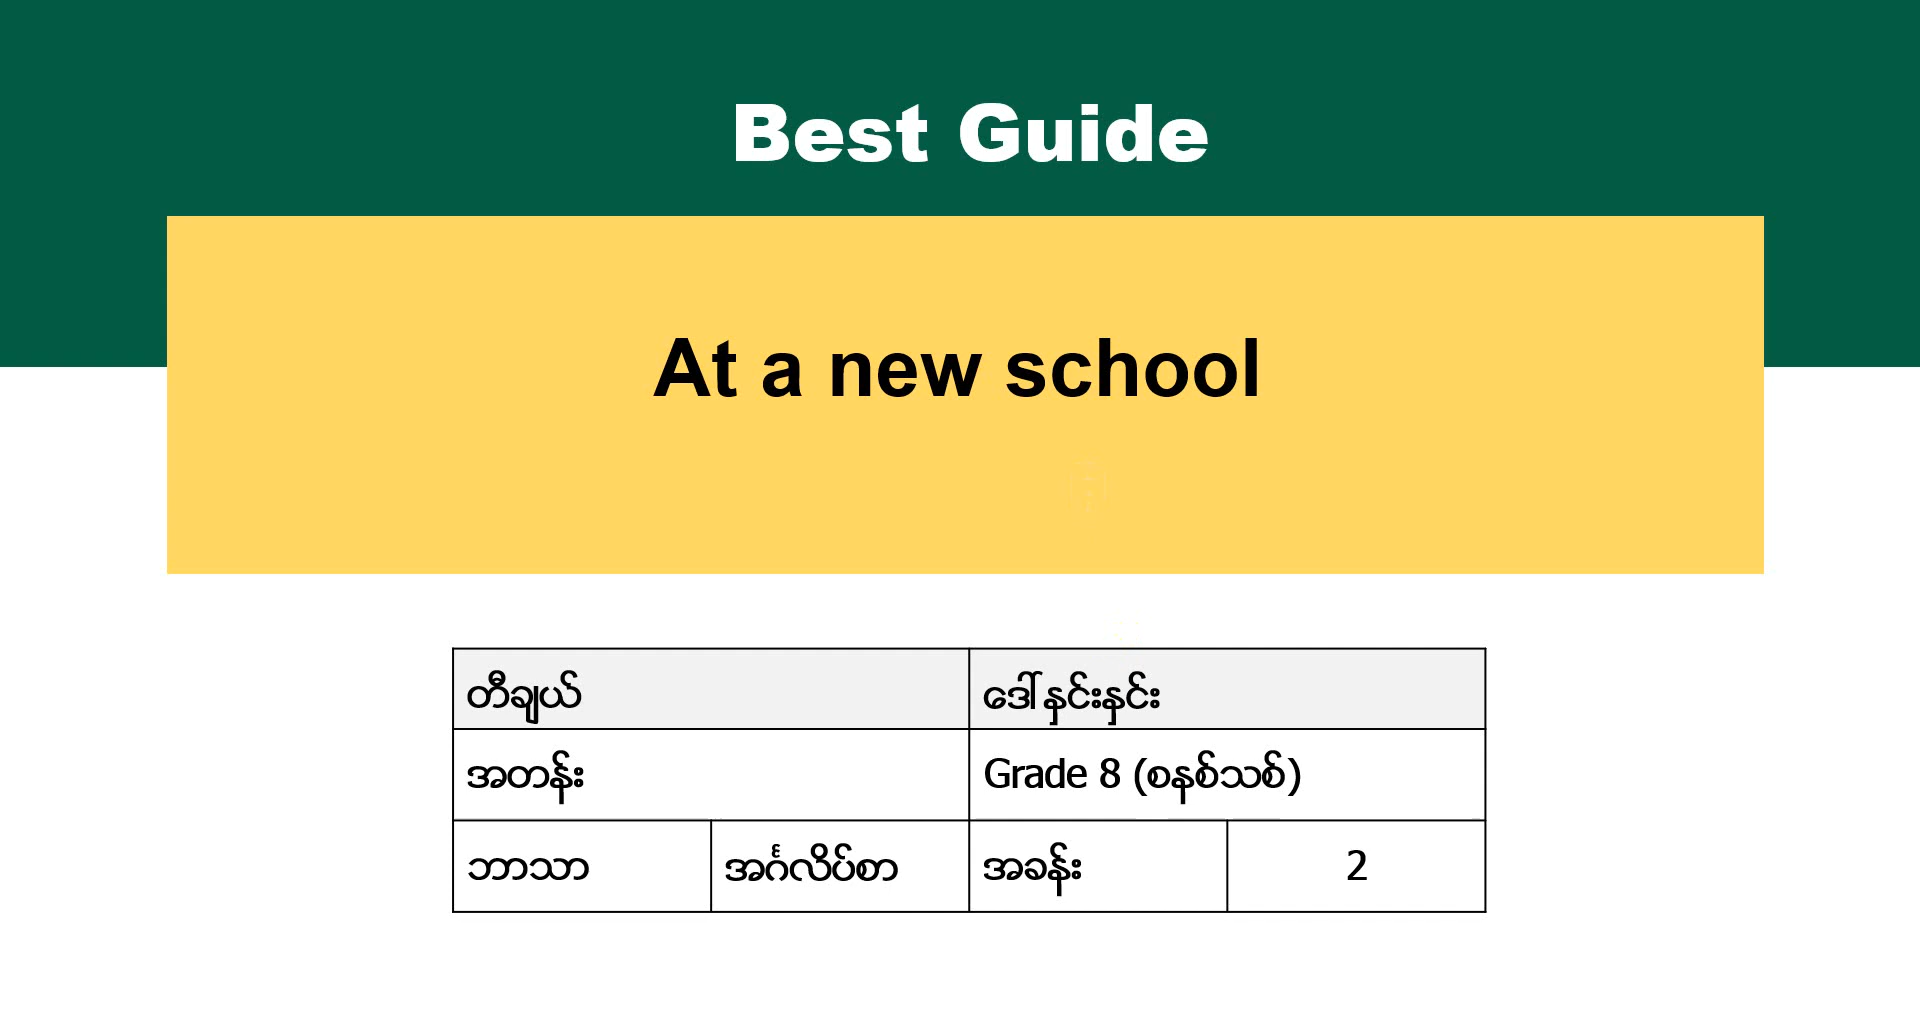 Best Guide
At a new school
တီချယ် ဒေါ်နှင်းနှင်း
အတန်း Grade 8 (စနစ်သစ်)
ဘာသာ အင်္ဂလိပ်စာ အခန်း 2